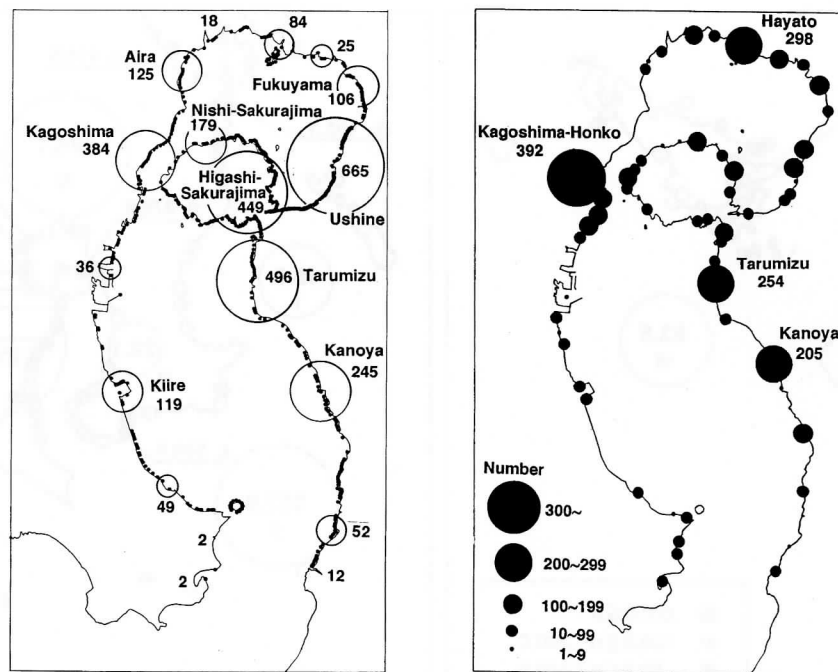 18
84
25
Aira
125
Fukuyama
106
Nishi-Sakurajima
179
Kagoshima
384
665
Higashi-
Sakurajima
449
Ushine
36
496
Tarumizu
Kanoya
245
Kiire
119
49
52
2
2
12
Hayato
298
Kagoshima-Honko
392
Tarumizu
254
Kanoya
205
Number
300~
200~299
100~199
10~99
1~9